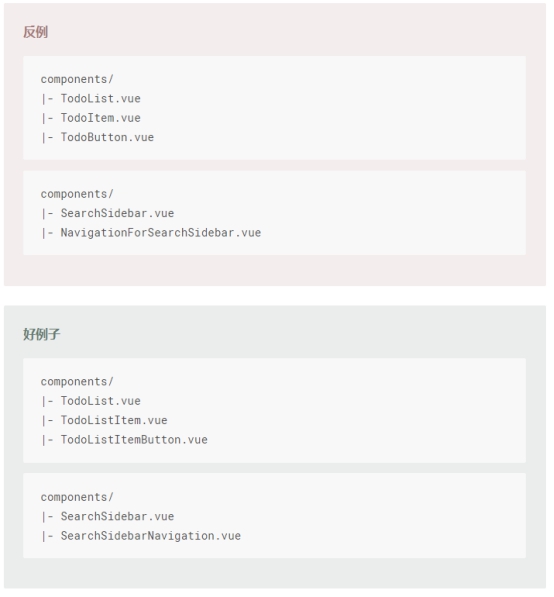 反例
components/
|- TodoList.vue
|- TodoItem.vue
|- TodoButton.vue
components/
|- SearchSidebar.vue
|- NavigationForSearchSidebar.vue
好例子
components/
|- TodoList.vue
|- TodoListItem.vue
|- TodoListItemButton.vue
components/
|- SearchSidebar.vue
|- SearchSidebarNavigation.vue